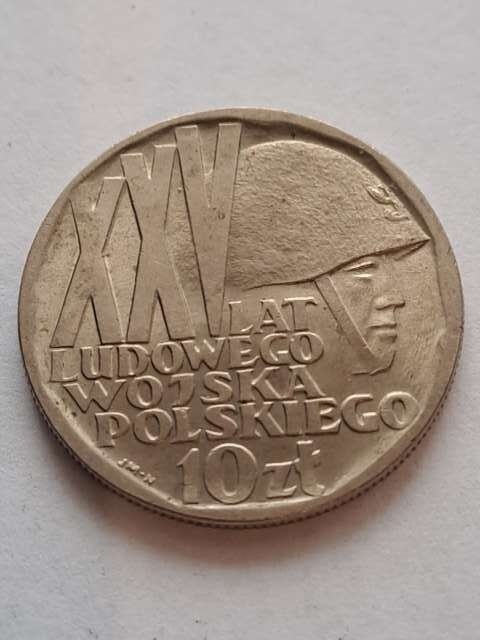 XXV
LAT
LUDOWEGO
WOJSKA
POLSKIEGO
10 zł